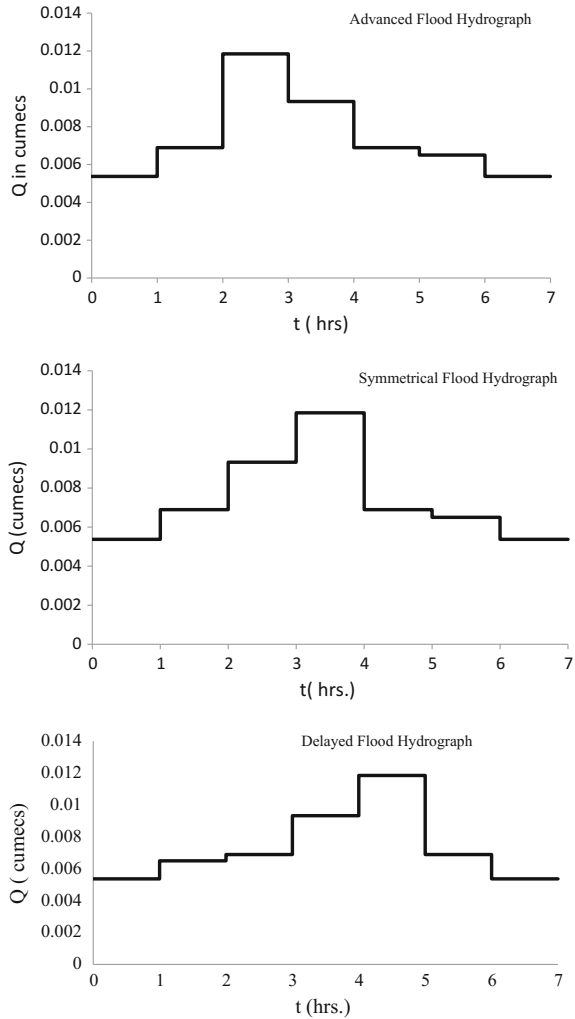 Advanced Flood Hydrograph
Q in cumecs
0.014
0.012
0.01
0.008
0.006
0.004
0.002
0
0 1 2 3 4 5 6 7
t ( hrs)
Symmetrical Flood Hydrograph
Q (cumecs)
0.014
0.012
0.01
0.008
0.006
0.004
0.002
0
0 1 2 3 4 5 6 7
t( hrs.)
Delayed Flood Hydrograph
Q ( cumecs)
0.014
0.012
0.01
0.008
0.006
0.004
0.002
0
0 1 2 3 4 5 6 7
t (hrs.)